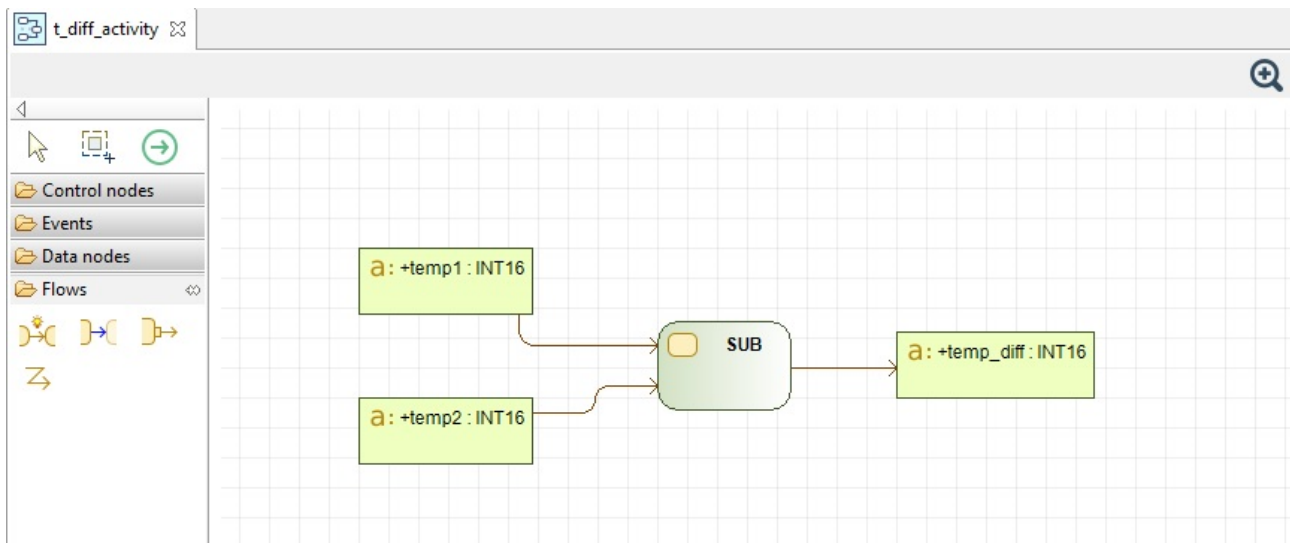 t_diff_activity
Control nodes
Events
Data nodes
Flows
a: +temp1 : INT16
SUB
a: +temp_diff : INT16
a: +temp2 : INT16